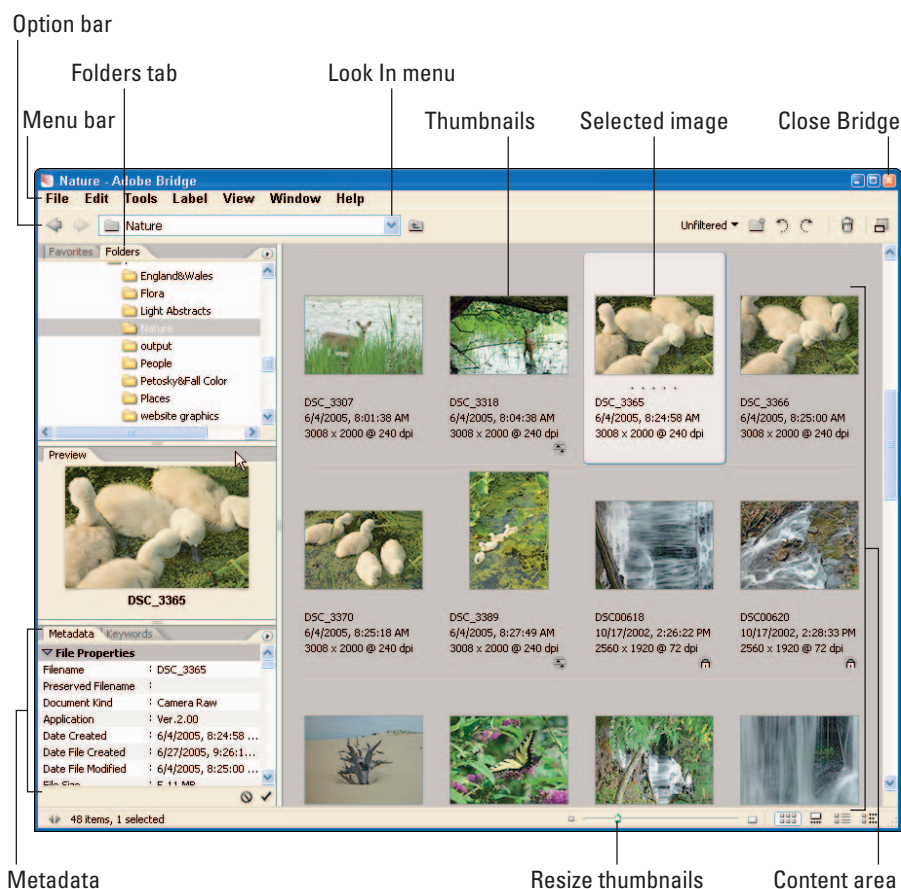 Option bar
Folders tab
Look In menu
Menu bar
Thumbnails
Selected image
Close Bridge
Nature - Adobe Bridge
File Edit Tools Label View Window Help
Nature
Unfiltered
Favorites Folders
England&Wales
Flora
Light Abstracts
Nature
output
People
Petosky&Fall Color
Places
website graphics
DSC_3307
6/4/2005, 8:01:38 AM
3008 x 2000 @ 240 dpi
DSC_3318
6/4/2005, 8:04:38 AM
3008 x 2000 @ 240 dpi
DSC_3365
6/4/2005, 8:24:58 AM
3008 x 2000 @ 240 dpi
DSC_3366
6/4/2005, 8:25:00 AM
3008 x 2000 @ 240 dpi
Preview
DSC_3365
DSC_3370
6/4/2005, 8:25:18 AM
3008 x 2000 @ 240 dpi
DSC_3389
6/4/2005, 8:27:49 AM
3008 x 2000 @ 240 dpi
DSC00618
10/17/2002, 2:26:22 PM
2560 x 1920 @ 72 dpi
DSC00620
10/17/2002, 2:28:33 PM
2560 x 1920 @ 72 dpi
Metadata Keywords
File Properties
Filename : DSC_3365
Preserved Filename :
Document Kind : Camera Raw
Application : Ver.2.00
Date Created : 6/4/2005, 8:24:58 ...
Date File Created : 6/27/2005, 9:26:1...
Date File Modified : 6/4/2005, 8:25:00 ...
48 items, 1 selected
Metadata
Resize thumbnails
Content area